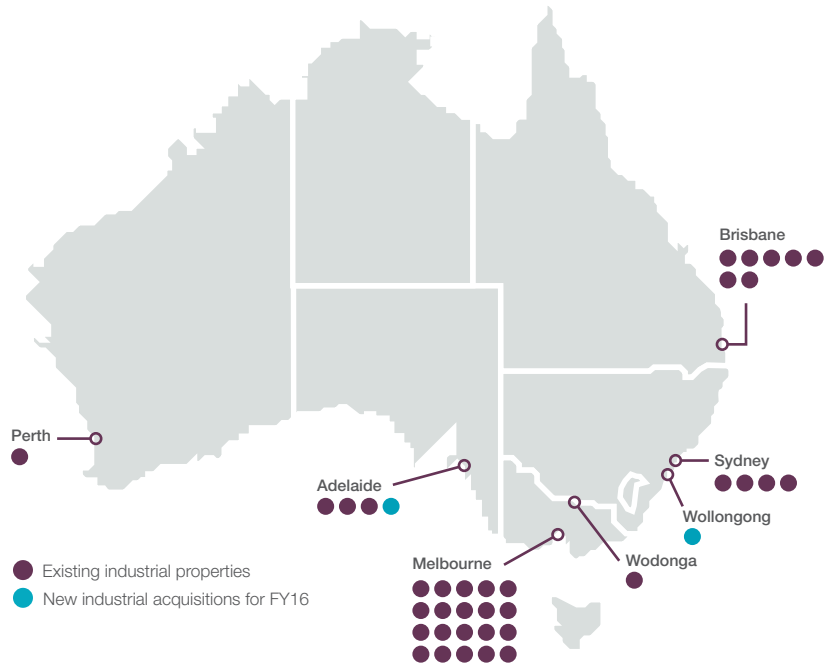 Brisbane
Perth
Sydney
Adelaide
Wollongong
Wodonga
Melbourne
Existing industrial properties
New industrial acquisitions for FY16